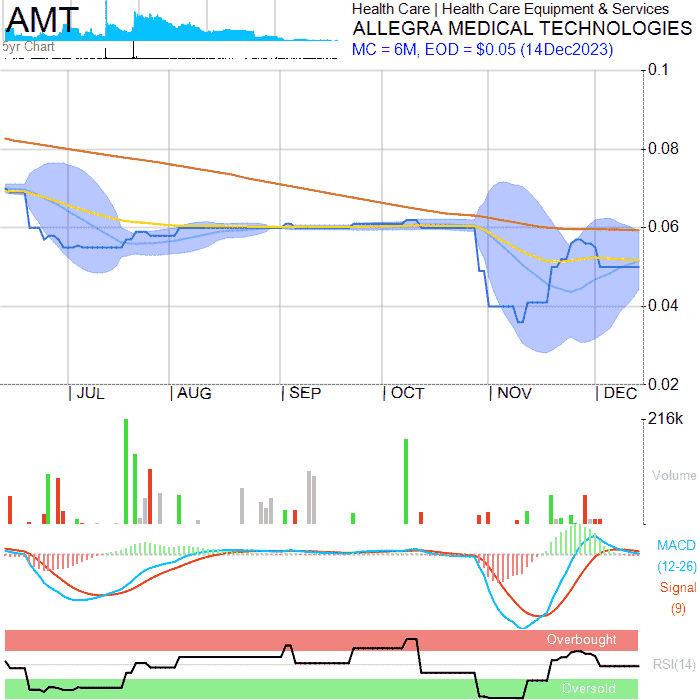 AMT
Health Care | Health Care Equipment & Services
ALLEGRA MEDICAL TECHNOLOGIES
5yr Chart
MC = 6M, EOD = $0.05 (14Dec2023)
0.1
0.08
0.06
0.04
0.02
| JUL | AUG | SEP | OCT | NOV | DEC
216k
Volume
MACD
(12-26)
Signal
(9)
Overbought
RSI(14)
Oversold